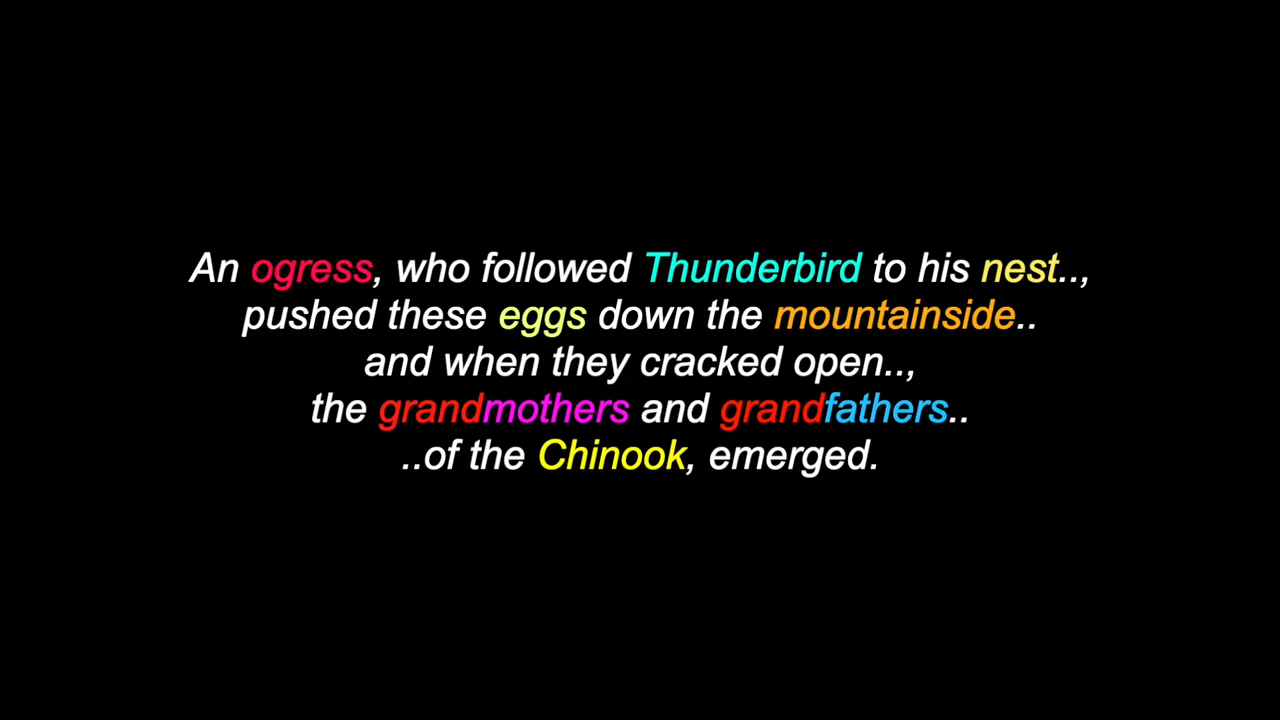 An ogress, who followed Thunderbird to his nest..,
pushed these eggs down the mountainside..
and when they cracked open..,
the grandmothers and grandfathers..
..of the Chinook, emerged.